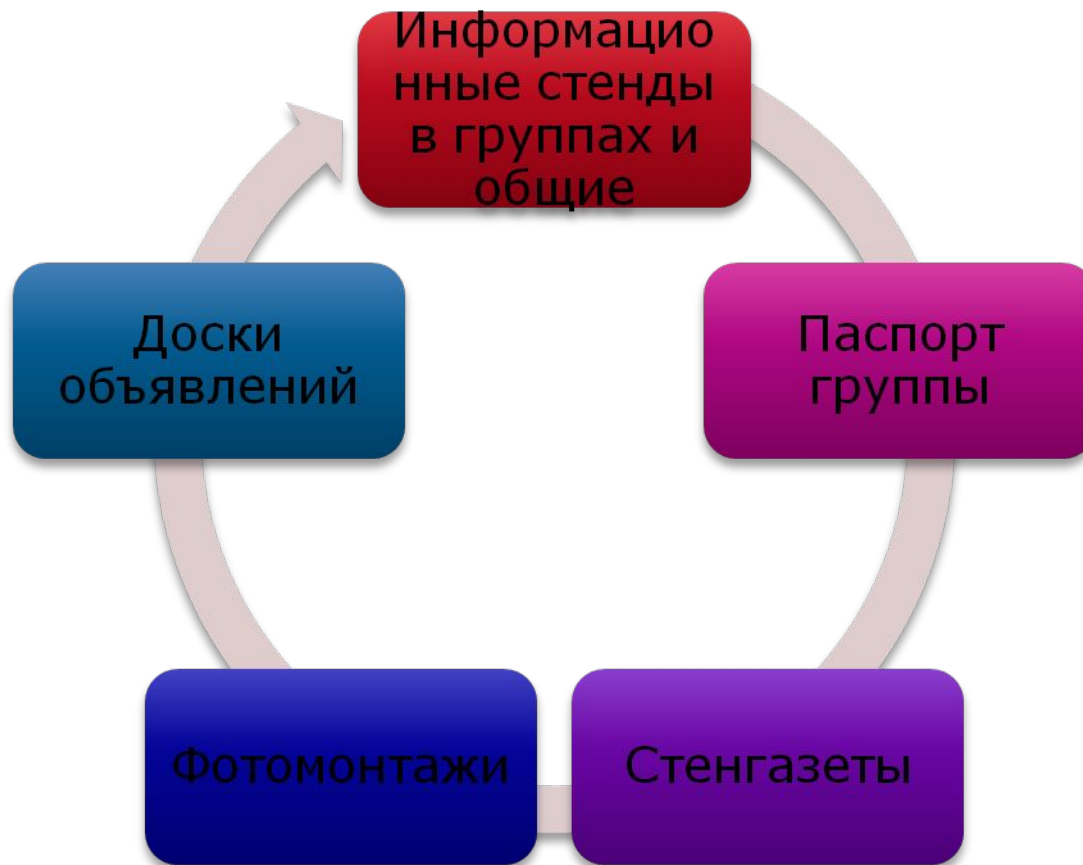 Информацио
нные стенды
в группах и
общие
Паспорт
группы
Стенгазеты
Фотомонтажи
Доски
объявлений